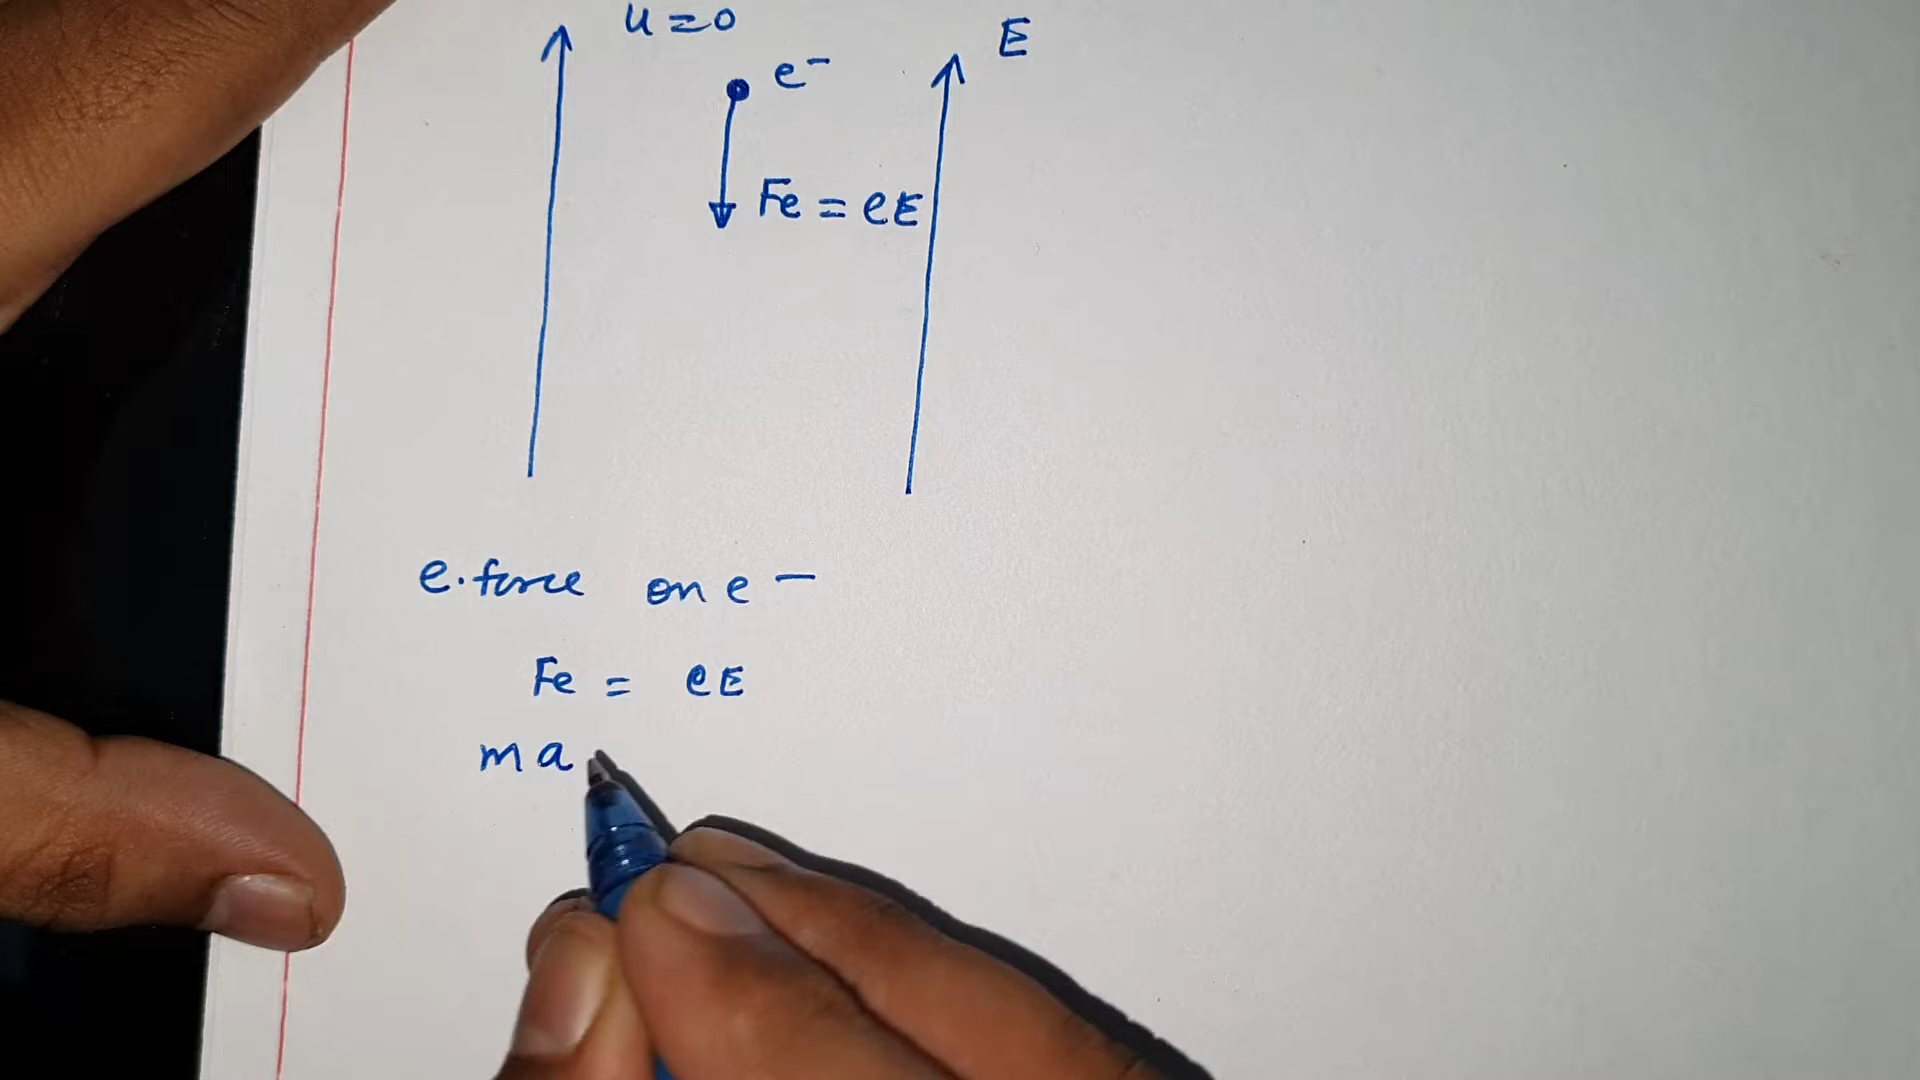 u = 0
E
e⁻
Fe = eE
e. force on e⁻
Fe = eE
ma